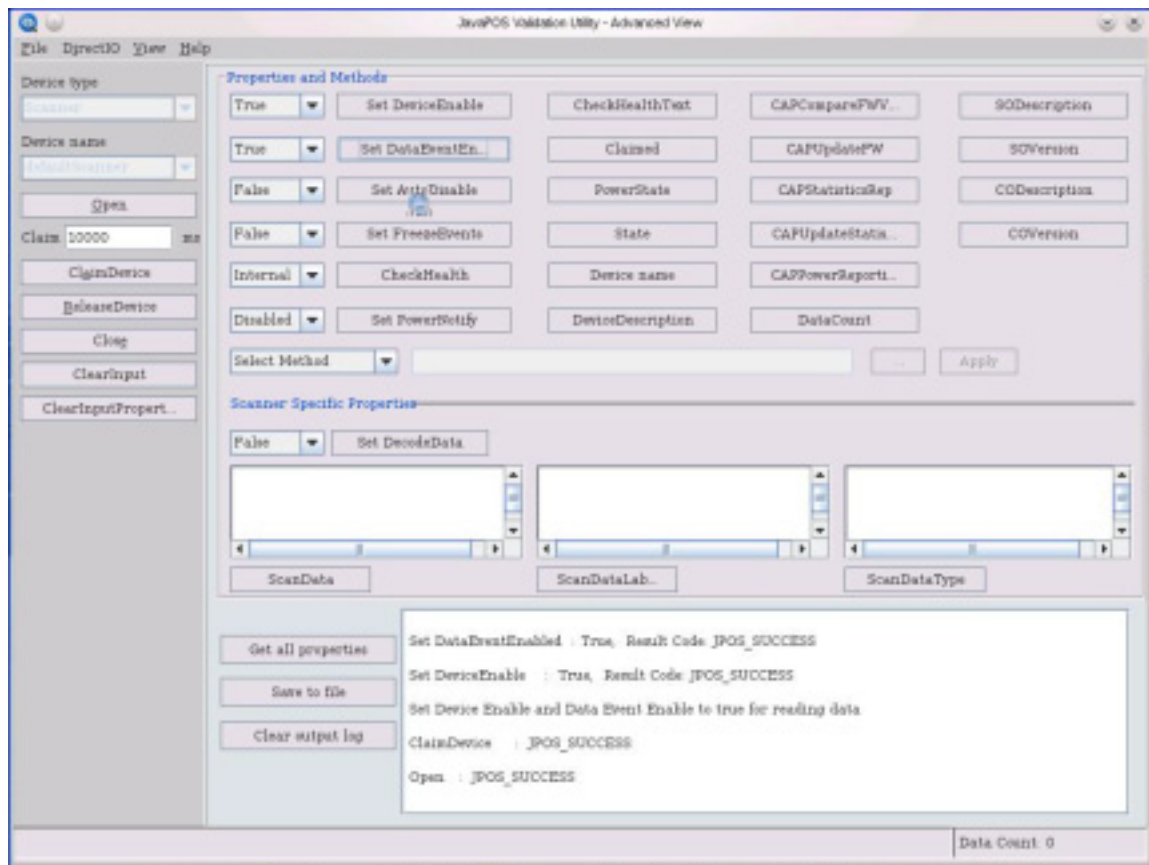 JavaPOS Validation Utility - Advanced View
File DirectIO View Help
Device type
Scanner
Device name
defaultScanner
Open
Claim 10000 ms
ClaimDevice
ReleaseDevice
Close
ClearInput
ClearInputPropert...
Properties and Methods
True Set DeviceEnable CheckHealthText CAPCompareFWV... SODescription
True Set DataEventEn... Claimed CAPUpdateFW SOVersion
False Set AutoDisable PowerState CAPStatisticsRep CODescription
False Set FreezeEvents State CAPUpdateStatis... COVersion
Internal CheckHealth Device name CAPPowerReporti...
Disabled Set PowerNotify DeviceDescription DataCount
Select Method ... Apply
Scanner Specific Properties
False Set DecodeData
ScanData ScanDataLab... ScanDataType
Get all properties
Save to file
Clear output log
Set DataEventEnabled : True, Result Code: JPOS_SUCCESS
Set DeviceEnable : True, Result Code: JPOS_SUCCESS
Set Device Enable and Data Event Enable to true for reading data
ClaimDevice : JPOS_SUCCESS
Open : JPOS_SUCCESS
Data Count: 0